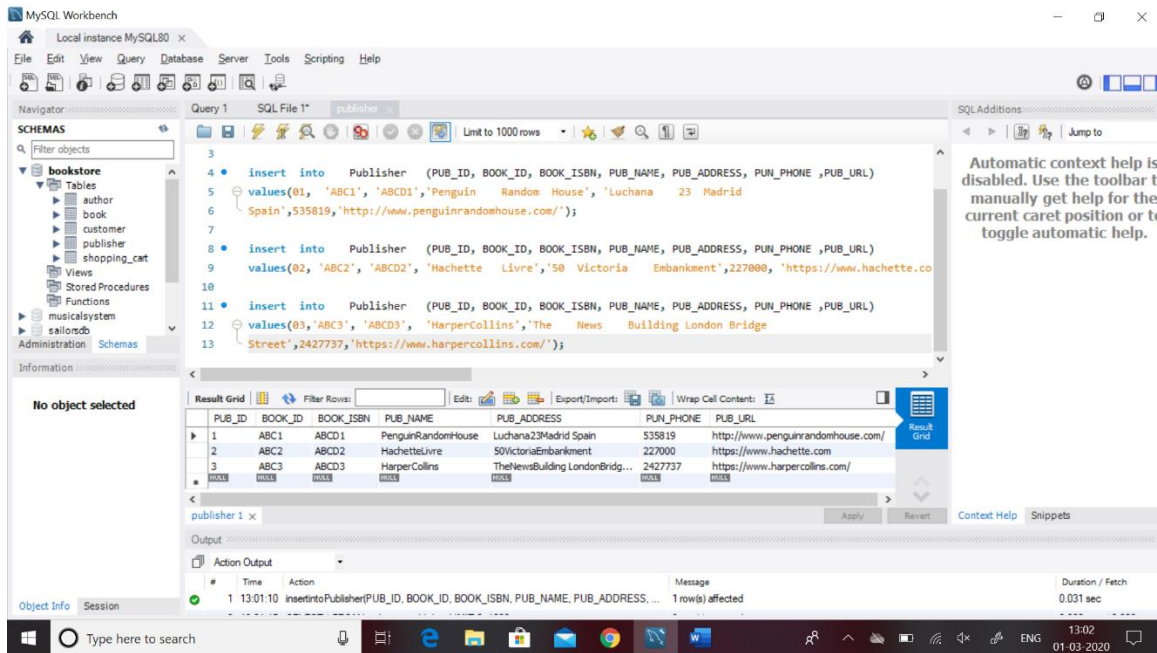 MySQL Workbench
Local instance MySQL80
File Edit View Query Database Server Tools Scripting Help
Navigator
SCHEMAS
Filter objects
bookstore
Tables
author
book
customer
publisher
shopping_cart
Views
Stored Procedures
Functions
musicalsystem
sailorsdb
Administration Schemas
Information
No object selected
Object Info Session
Query 1 SQL File 1* publisher
Limit to 1000 rows
3
4 insert into Publisher (PUB_ID, BOOK_ID, BOOK_ISBN, PUB_NAME, PUB_ADDRESS, PUN_PHONE ,PUB_URL)
5 values(01, 'ABC1', 'ABCD1','Penguin Random House', 'Luchana 23 Madrid
6 Spain',535819,'http://www.penguinrandomhouse.com/');
7
8 insert into Publisher (PUB_ID, BOOK_ID, BOOK_ISBN, PUB_NAME, PUB_ADDRESS, PUN_PHONE ,PUB_URL)
9 values(02, 'ABC2', 'ABCD2', 'Hachette Livre','50 Victoria Embankment',227000, 'https://www.hachette.co
10
11 insert into Publisher (PUB_ID, BOOK_ID, BOOK_ISBN, PUB_NAME, PUB_ADDRESS, PUN_PHONE ,PUB_URL)
12 values(03,'ABC3', 'ABCD3', 'HarperCollins','The News Building London Bridge
13 Street',2427737,'https://www.harpercollins.com/');
Result Grid Filter Rows: Edit: Export/Import: Wrap Cell Content:
PUB_ID BOOK_ID BOOK_ISBN PUB_NAME PUB_ADDRESS PUN_PHONE PUB_URL
1 ABC1 ABCD1 PenguinRandomHouse Luchana23Madrid Spain 535819 http://www.penguinrandomhouse.com/
2 ABC2 ABCD2 HachetteLivre 50VictoriaEmbankment 227000 https://www.hachette.com
3 ABC3 ABCD3 HarperCollins TheNewsBuilding LondonBridg... 2427737 https://www.harpercollins.com/
NULL NULL NULL NULL NULL NULL NULL
Result
Grid
publisher 1
Apply Revert
Output
Action Output
# Time Action Message Duration / Fetch
1 13:01:10 insertintoPublisher(PUB_ID, BOOK_ID, BOOK_ISBN, PUB_NAME, PUB_ADDRESS, ... 1 row(s) affected 0.031 sec
SQLAdditions
Jump to
Automatic context help is
disabled. Use the toolbar t
manually get help for the
current caret position or to
toggle automatic help.
Context Help Snippets
Type here to search
ENG
13:02
01-03-2020